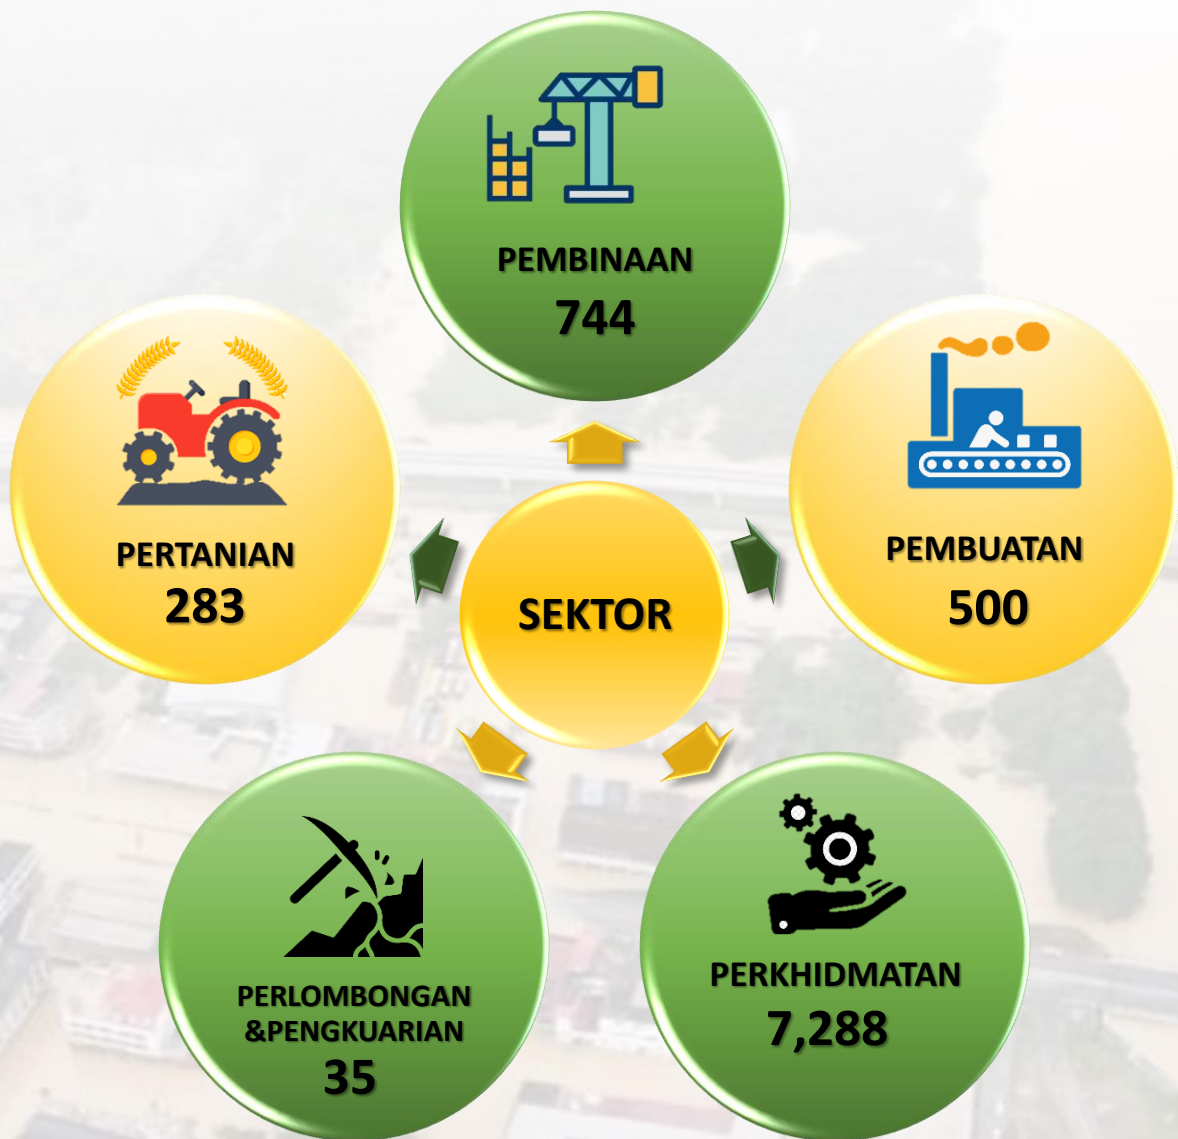 PEMBINAAN
744
PERTANIAN
283
PEMBUATAN
500
SEKTOR
PERLOMBONGAN
&PENGKUARIAN
35
PERKHIDMATAN
7,288